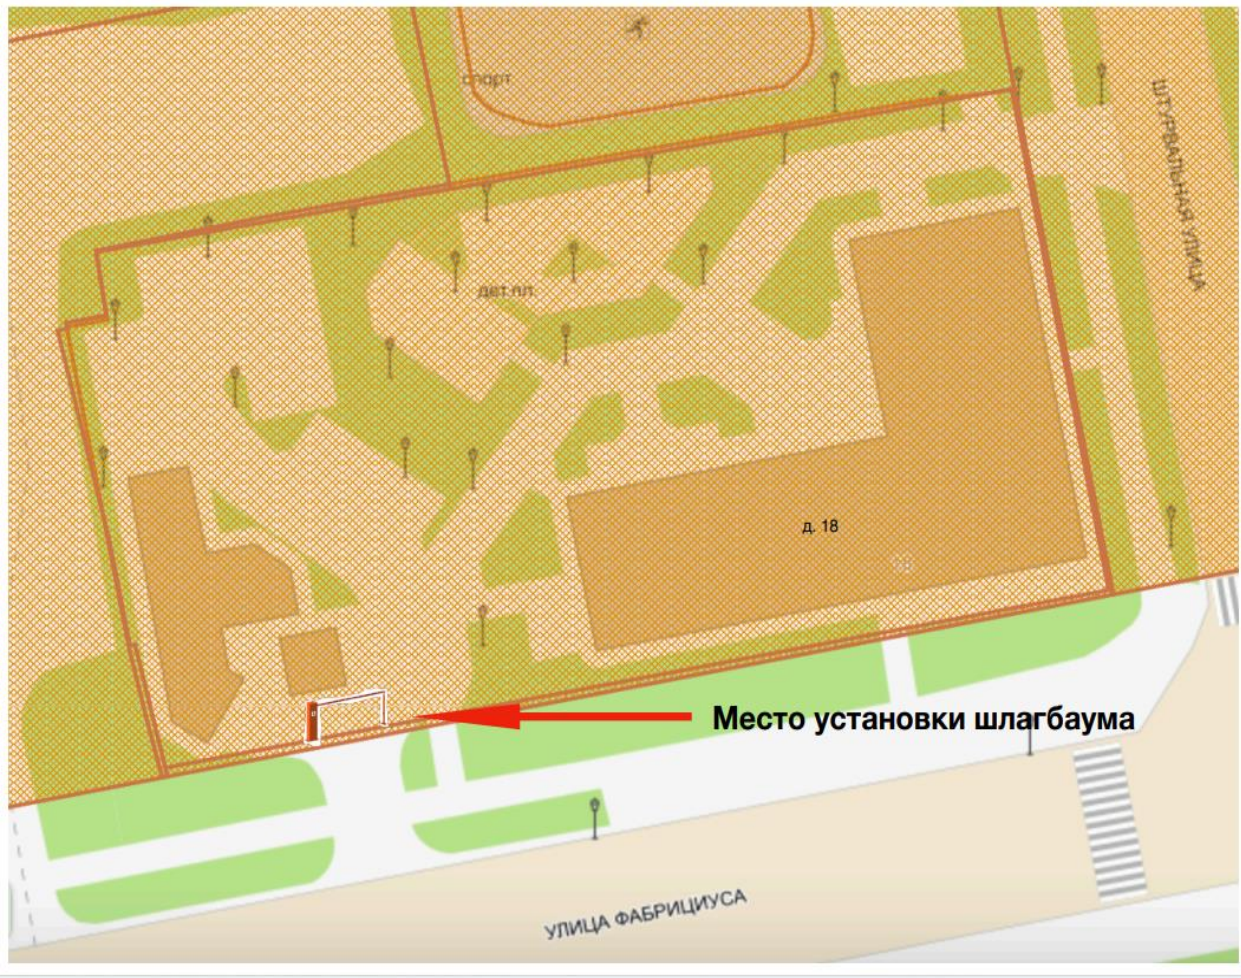 спорт
ШТУРВАЛЬНАЯ УЛИЦА
дет.пл.
д. 18
Место установки шлагбаума
УЛИЦА ФАБРИЦИУСА